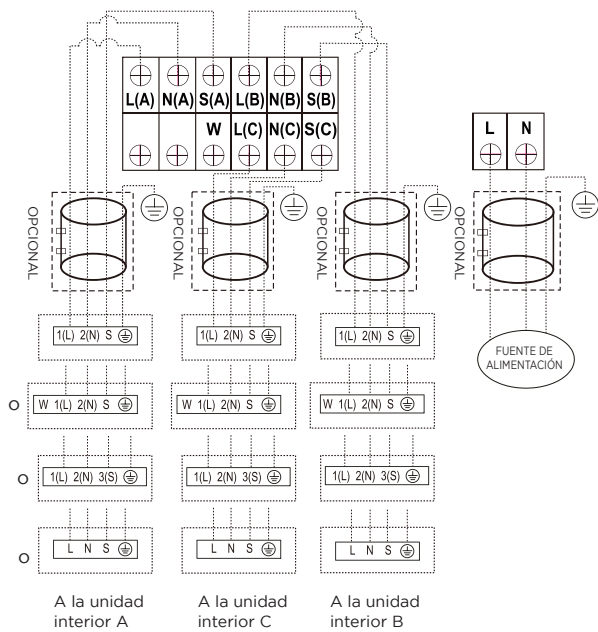 L(A) N(A) S(A) L(B) N(B) S(B)
W L(C) N(C) S(C)
L N
OPCIONAL
OPCIONAL
OPCIONAL
OPCIONAL
1(L) 2(N) S
1(L) 2(N) S
1(L) 2(N) S
FUENTE DE
ALIMENTACIÓN
O
W 1(L) 2(N) S
W 1(L) 2(N) S
W 1(L) 2(N) S
O
1(L) 2(N) 3(S)
1(L) 2(N) 3(S)
1(L) 2(N) 3(S)
O
L N S
L N S
L N S
A la unidad
interior A
A la unidad
interior C
A la unidad
interior B